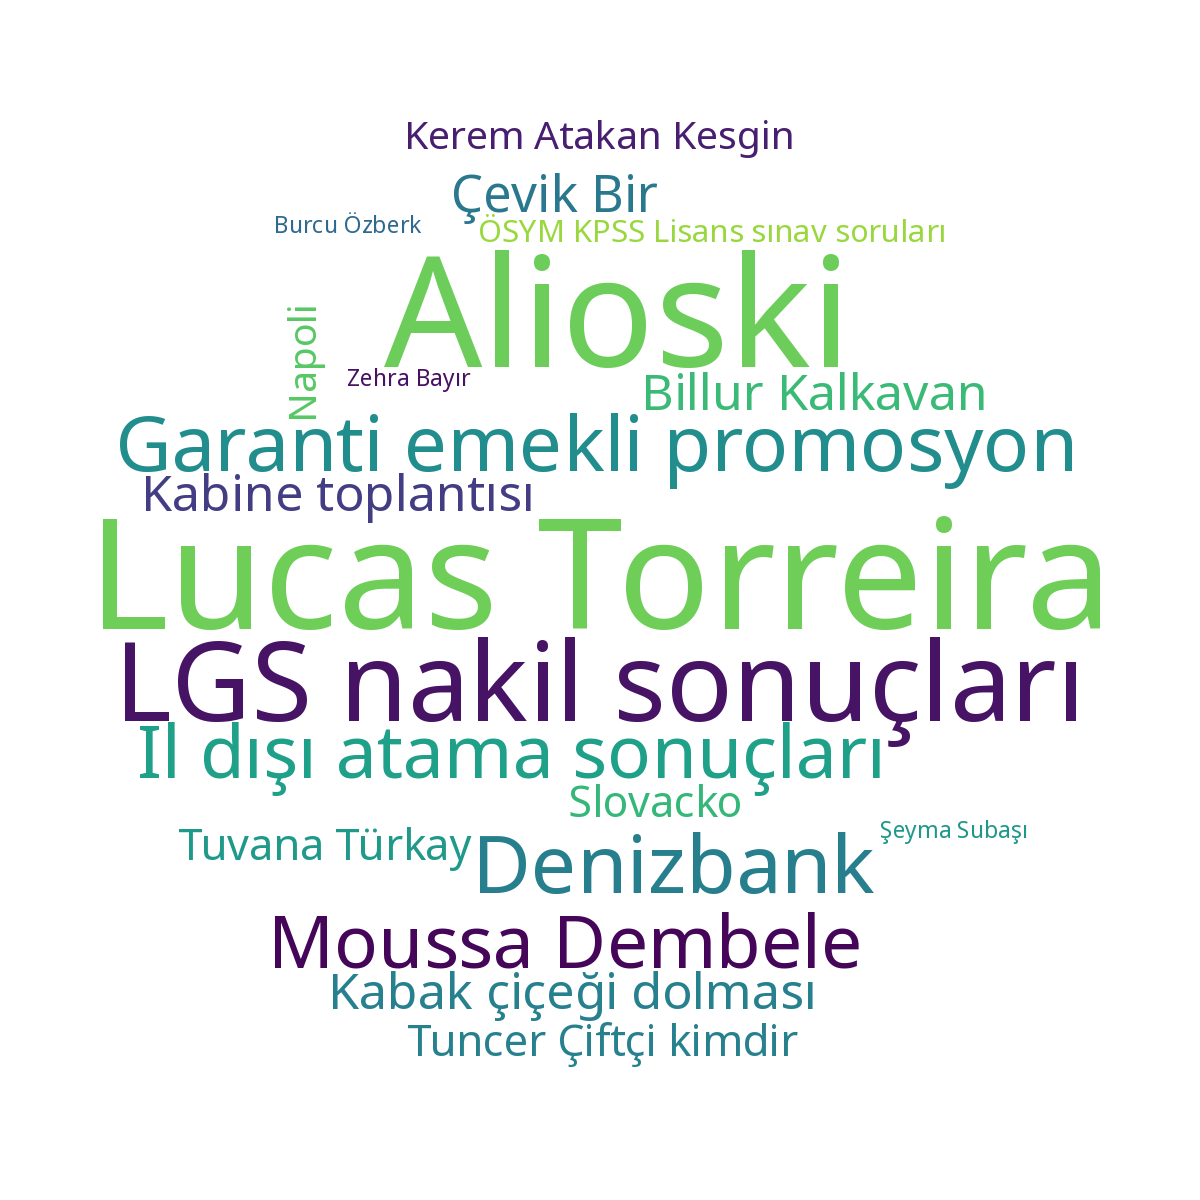 Kerem Atakan Kesgin
Çevik Bir
Burcu Özberk
ÖSYM KPSS Lisans sınav soruları
Alioski
Napoli
Zehra Bayır
Billur Kalkavan
Garanti emekli promosyon
Kabine toplantısı
Lucas Torreira
LGS nakil sonuçları
Il dışı atama sonuçları
Slovacko
Tuvana Türkay
Denizbank
Şeyma Subaşı
Moussa Dembele
Kabak çiçeği dolması
Tuncer Çiftçi kimdir